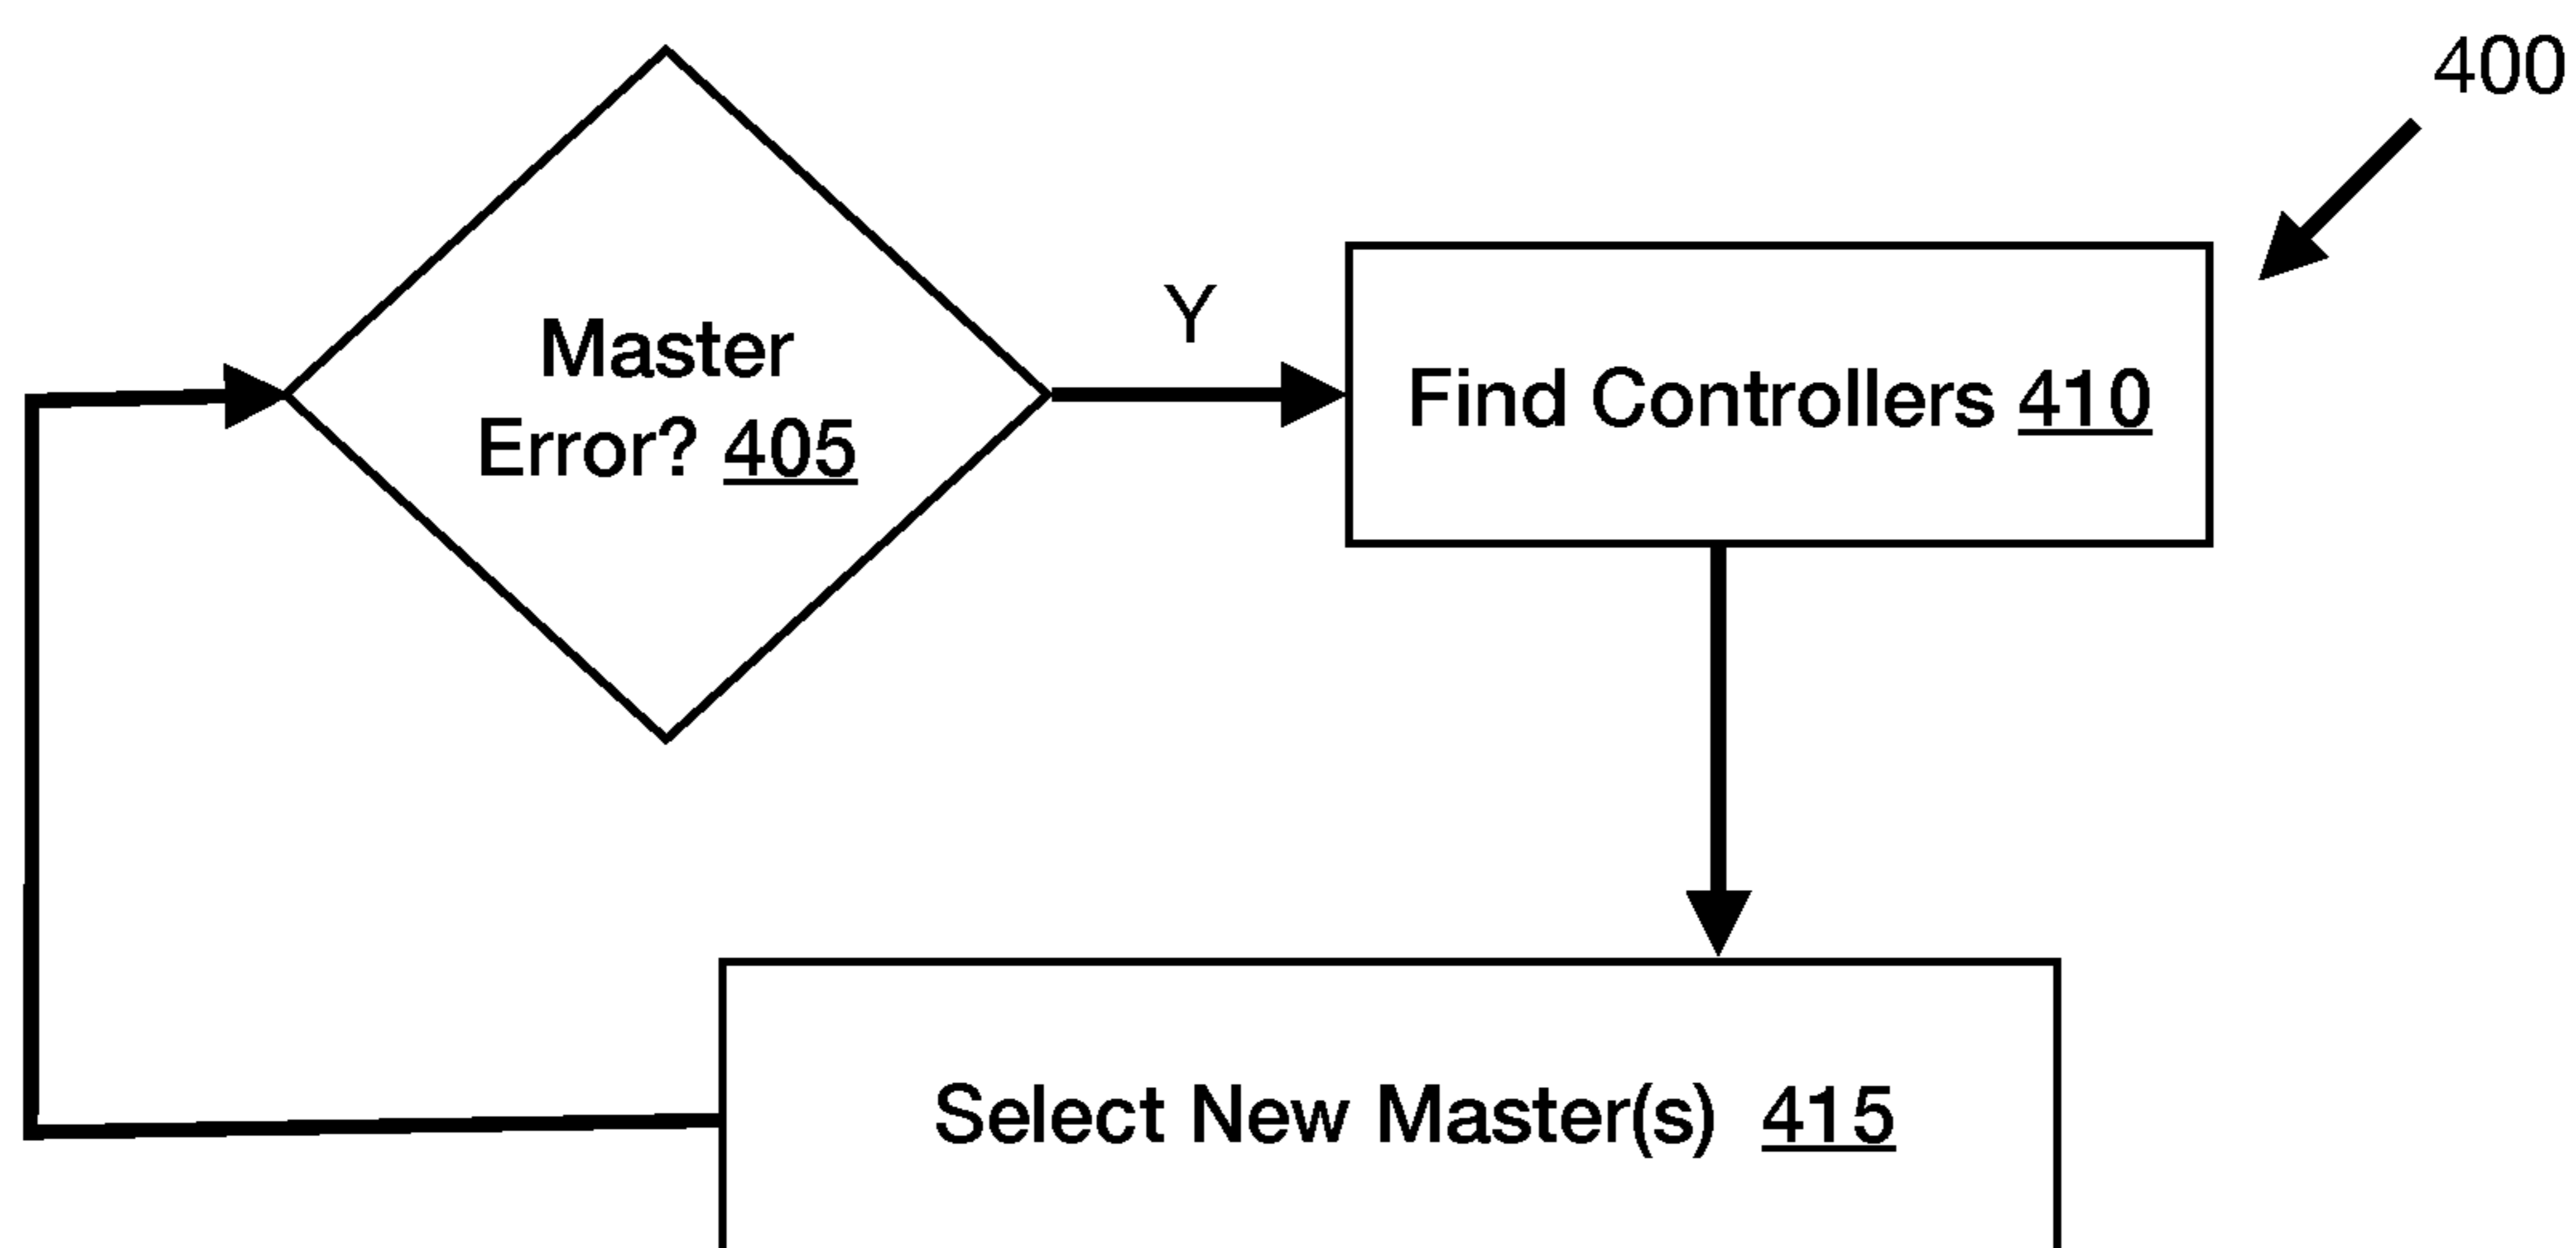 400
Master
Error? 405
Y
Find Controllers 410
Select New Master(s) 415